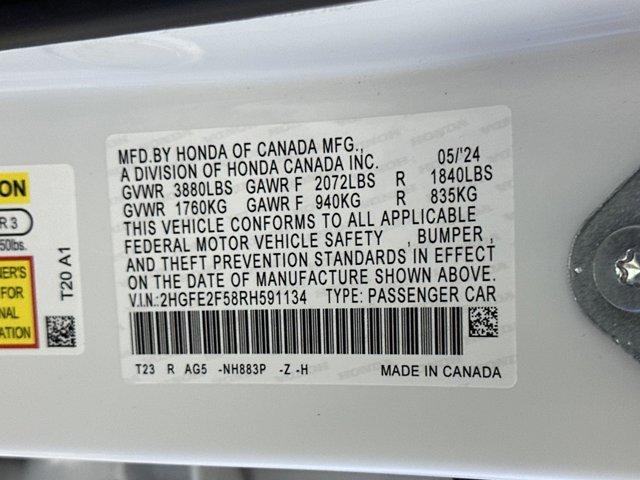 MFD.BY HONDA OF CANADA MFG.,
A DIVISION OF HONDA CANADA INC. 05/'24
GVWR 3880LBS GAWR F 2072LBS R 1840LBS
GVWR 1760KG GAWR F 940KG R 835KG
THIS VEHICLE CONFORMS TO ALL APPLICABLE
FEDERAL MOTOR VEHICLE SAFETY , BUMPER ,
AND THEFT PREVENTION STANDARDS IN EFFECT
ON THE DATE OF MANUFACTURE SHOWN ABOVE.
V.I.N.:2HGFE2F58RH591134 TYPE: PASSENGER CAR
T23 R AG5 -NH883P -Z -H MADE IN CANADA
ON
R 3
50lbs.
NER'S
FOR
NAL
ATION
T20 A1